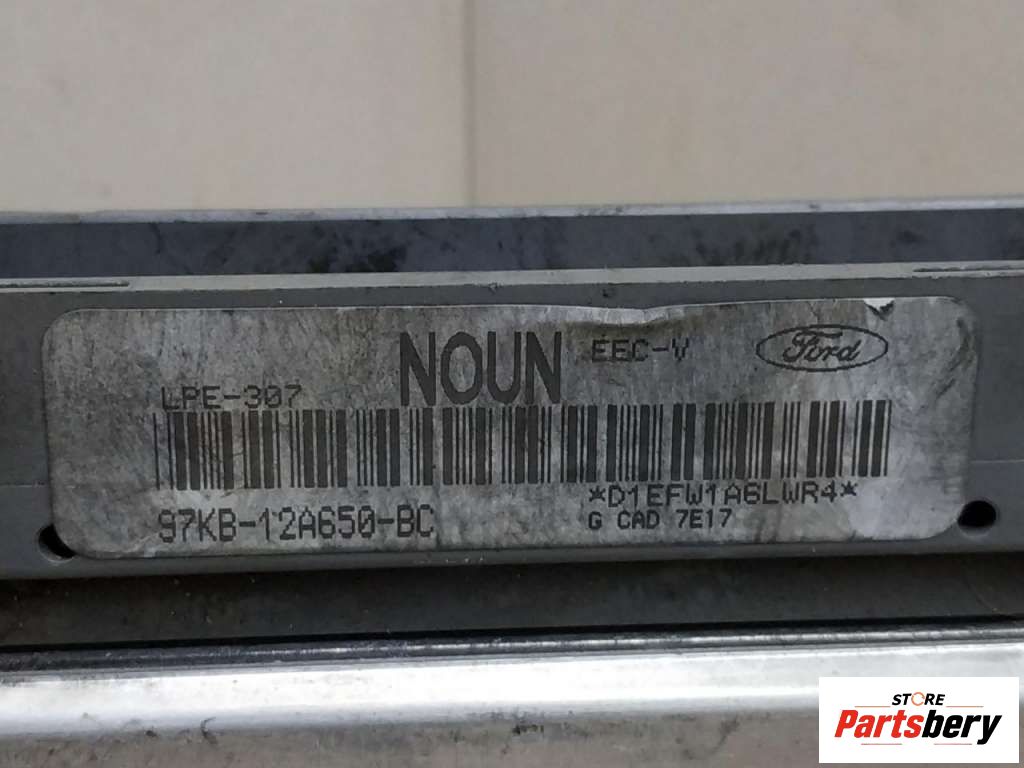 NOUN EEC-V Ford
LPE-307
*D1EFW1A6LWR4*
97KB-12A650-BC G CAD 7E17
STORE
Partsbery